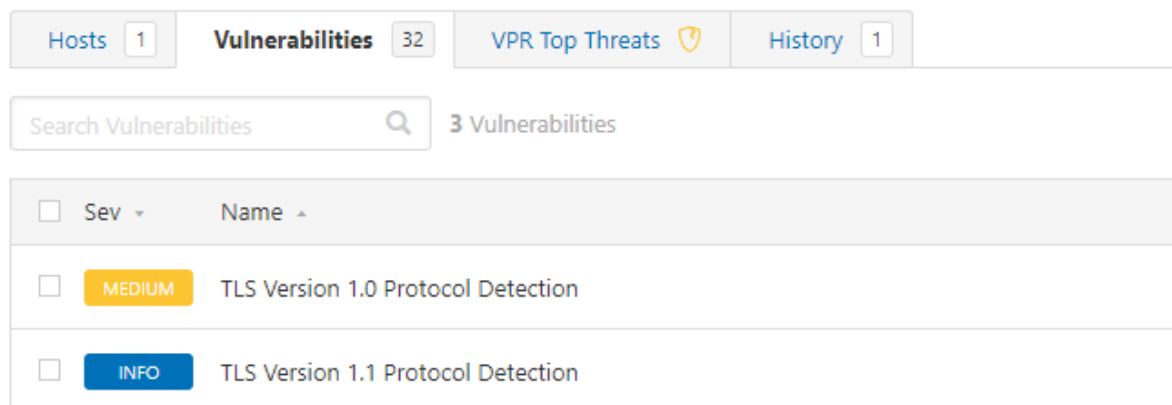 Hosts 1 Vulnerabilities 32 VPR Top Threats History 1
Search Vulnerabilities 3 Vulnerabilities
Sev Name
MEDIUM TLS Version 1.0 Protocol Detection
INFO TLS Version 1.1 Protocol Detection